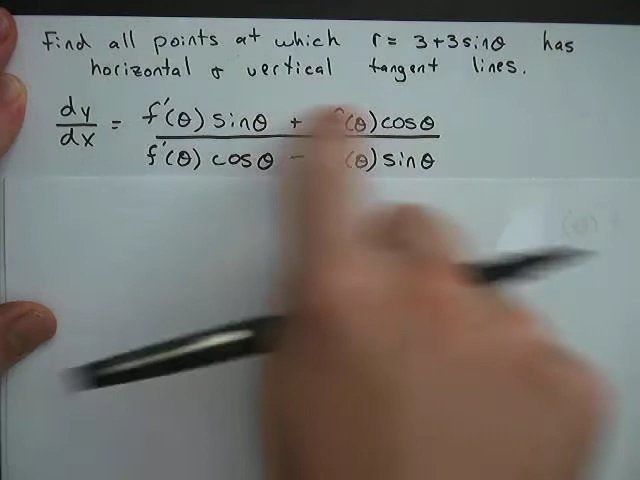 Find all points at which r = 3+3sinθ has
horizontal & vertical tangent lines.
dy/dx = f'(θ) sinθ + (θ)cosθ
f'(θ) cosθ - (θ) sinθ